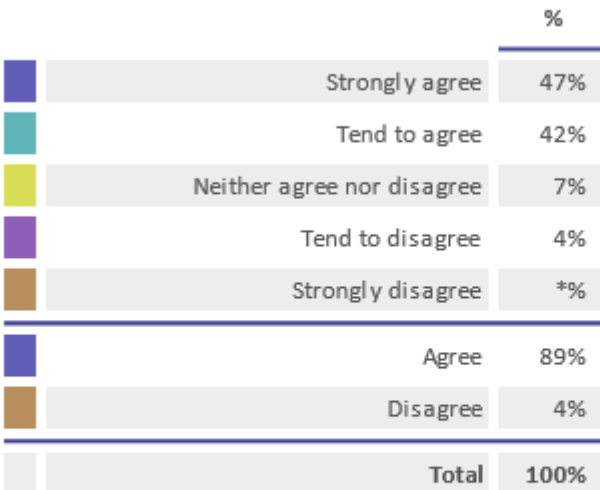 %
Strongly agree 47%
Tend to agree 42%
Neither agree nor disagree 7%
Tend to disagree 4%
Strongly disagree *%
Agree 89%
Disagree 4%
Total 100%